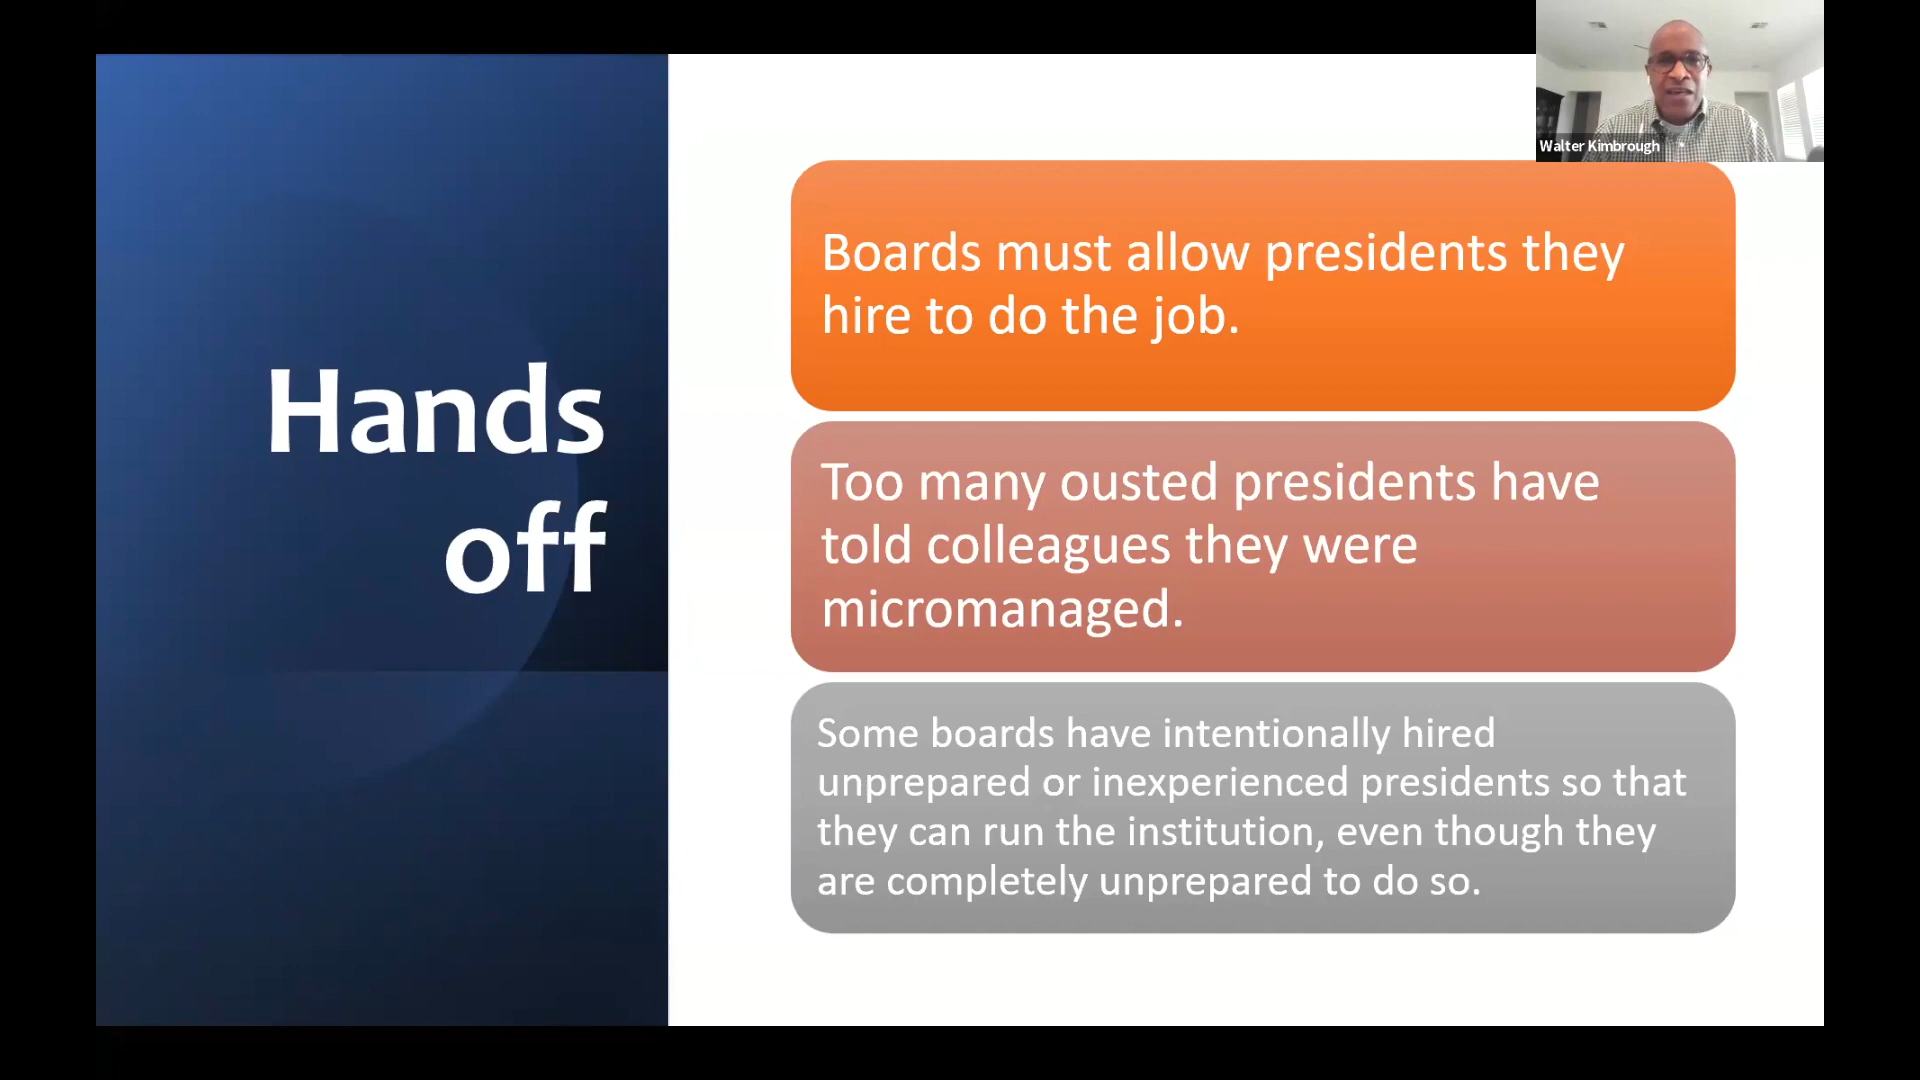 Walter Kimbrough
Hands
off
Boards must allow presidents they
hire to do the job.
Too many ousted presidents have
told colleagues they were
micromanaged.
Some boards have intentionally hired
unprepared or inexperienced presidents so that
they can run the institution, even though they
are completely unprepared to do so.